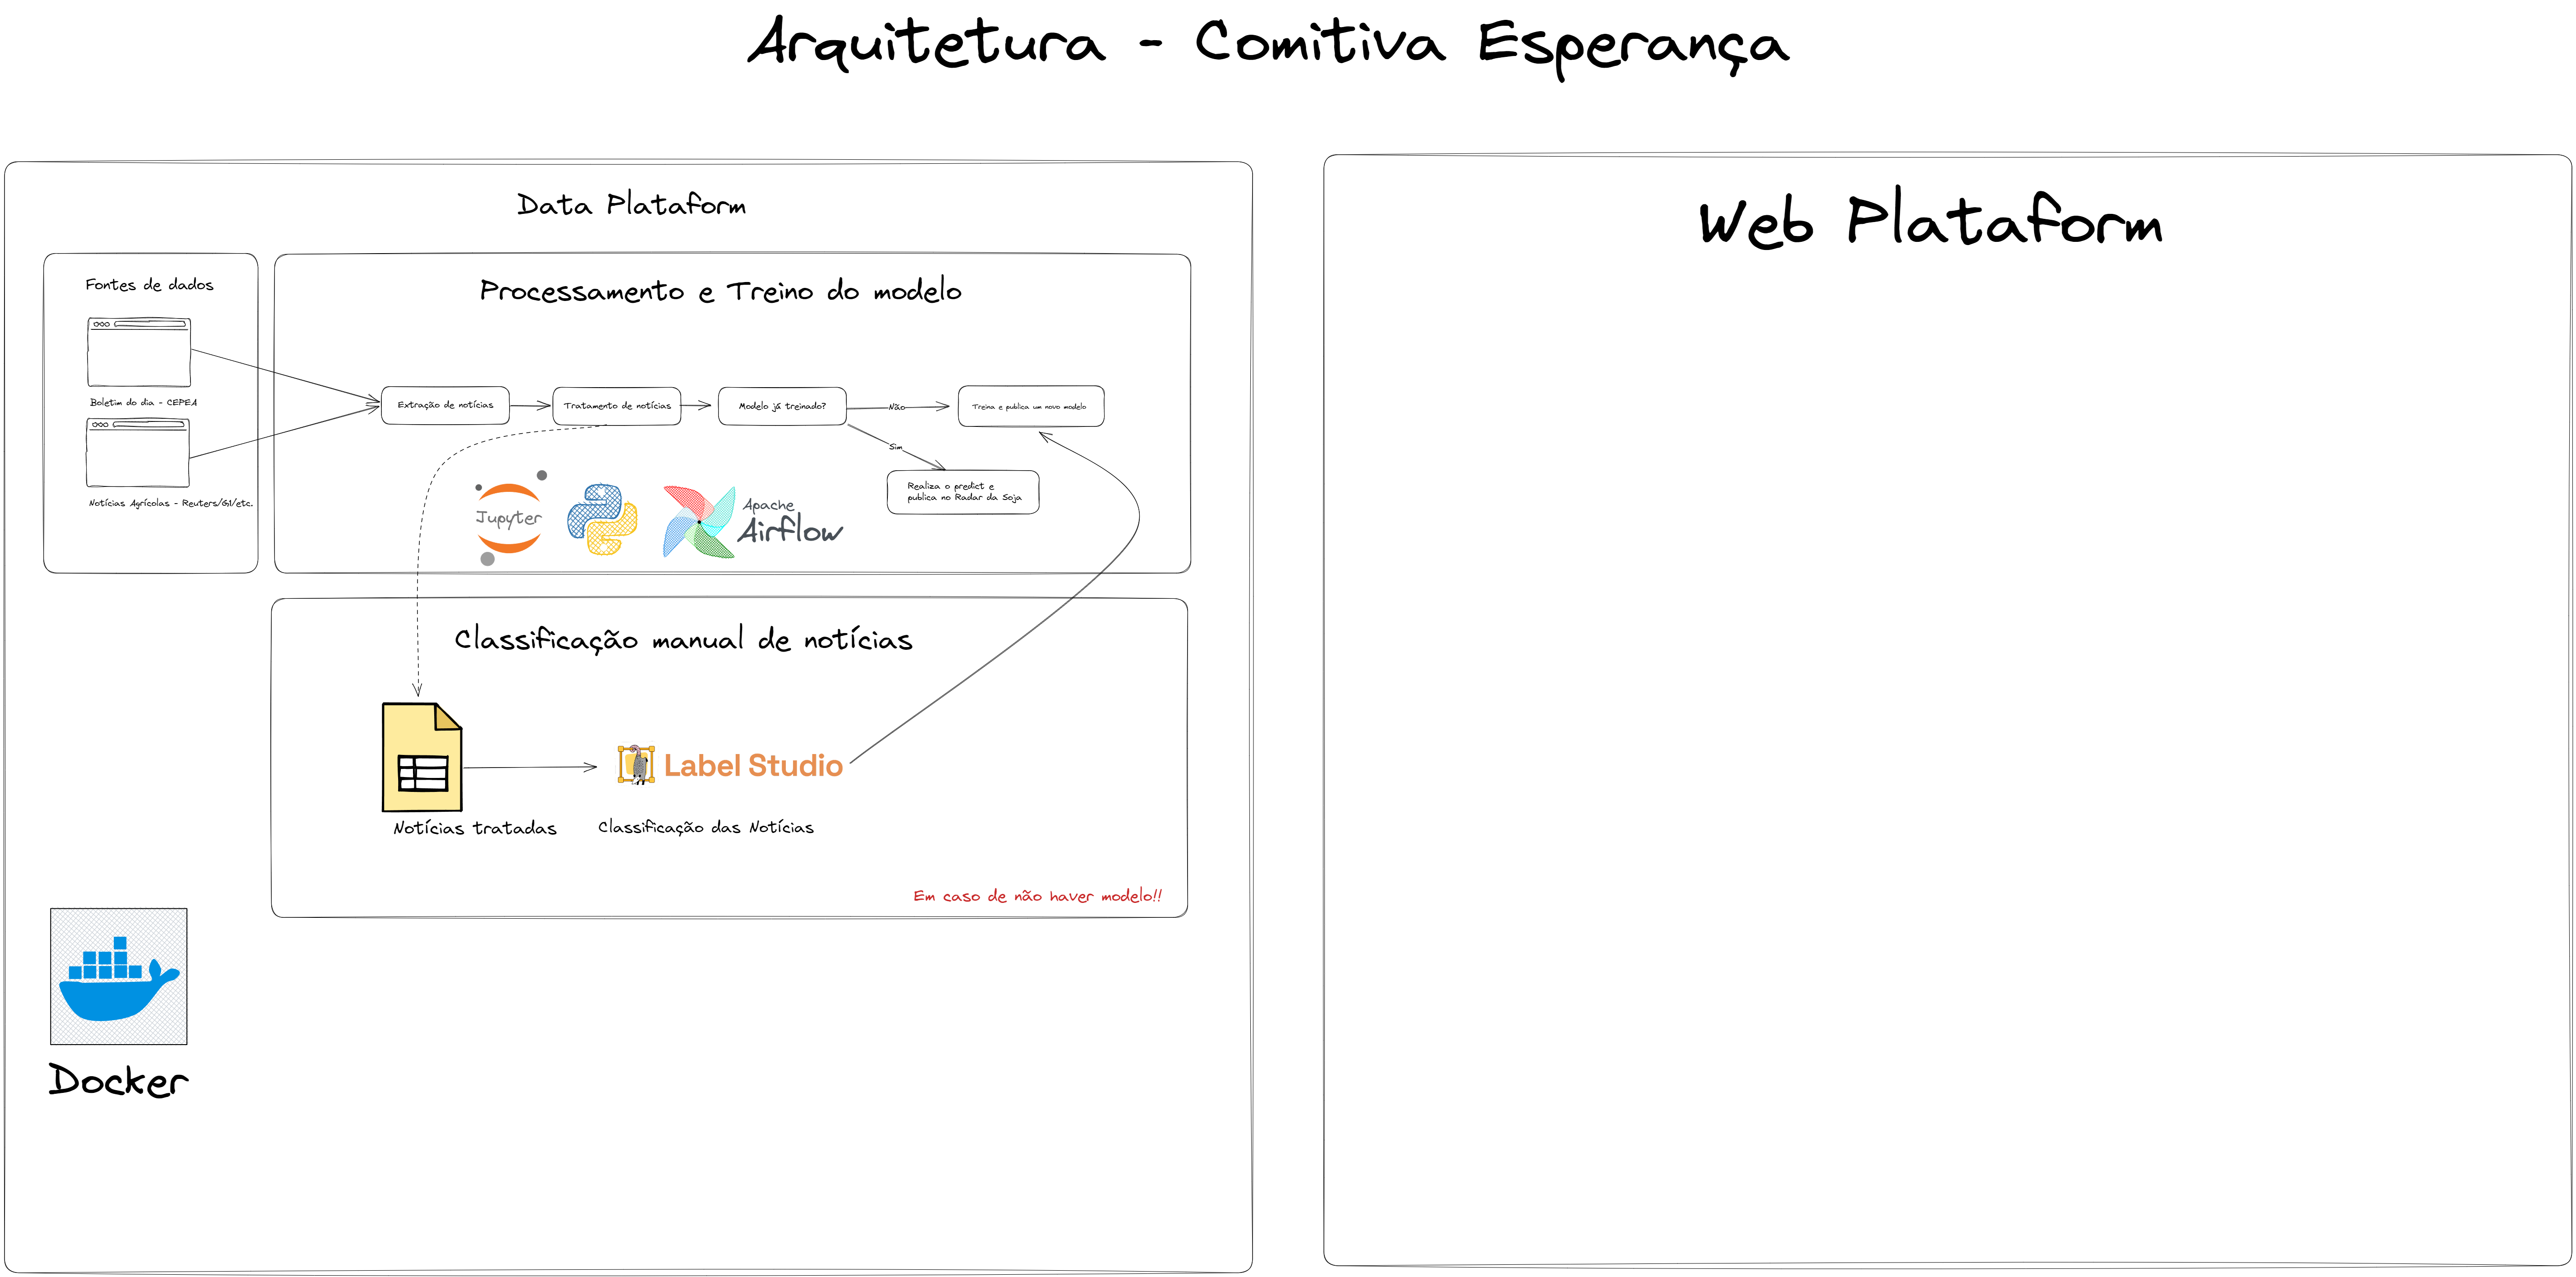 Arquitetura - Comitiva Esperança
Data Plataform
Fontes de dados
Boletim do dia - CEPEA
Notícias Agrícolas - Reuters/G1/etc.
Processamento e Treino do modelo
Extração de notícias
Tratamento de notícias
Modelo já treinado?
Não
Treina e publica um novo modelo
Sim
Realiza o predict e
publica no Radar da Soja
Jupyter
Apache
Airflow
Classificação manual de notícias
Label Studio
Notícias tratadas
Classificação das Notícias
Em caso de não haver modelo!!
Docker
Web Plataform